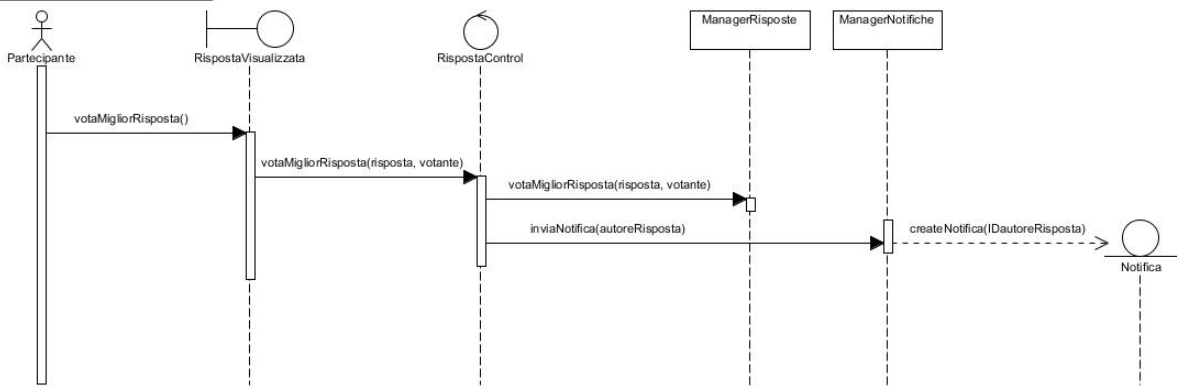 ManagerRisposte
ManagerNotifiche
Partecipante
RispostaVisualizzata
RispostaControl
votaMigliorRisposta()
votaMigliorRisposta(risposta, votante)
votaMigliorRisposta(risposta, votante)
inviaNotifica(autoreRisposta)
createNotifica(IDautoreRisposta)
Notifica